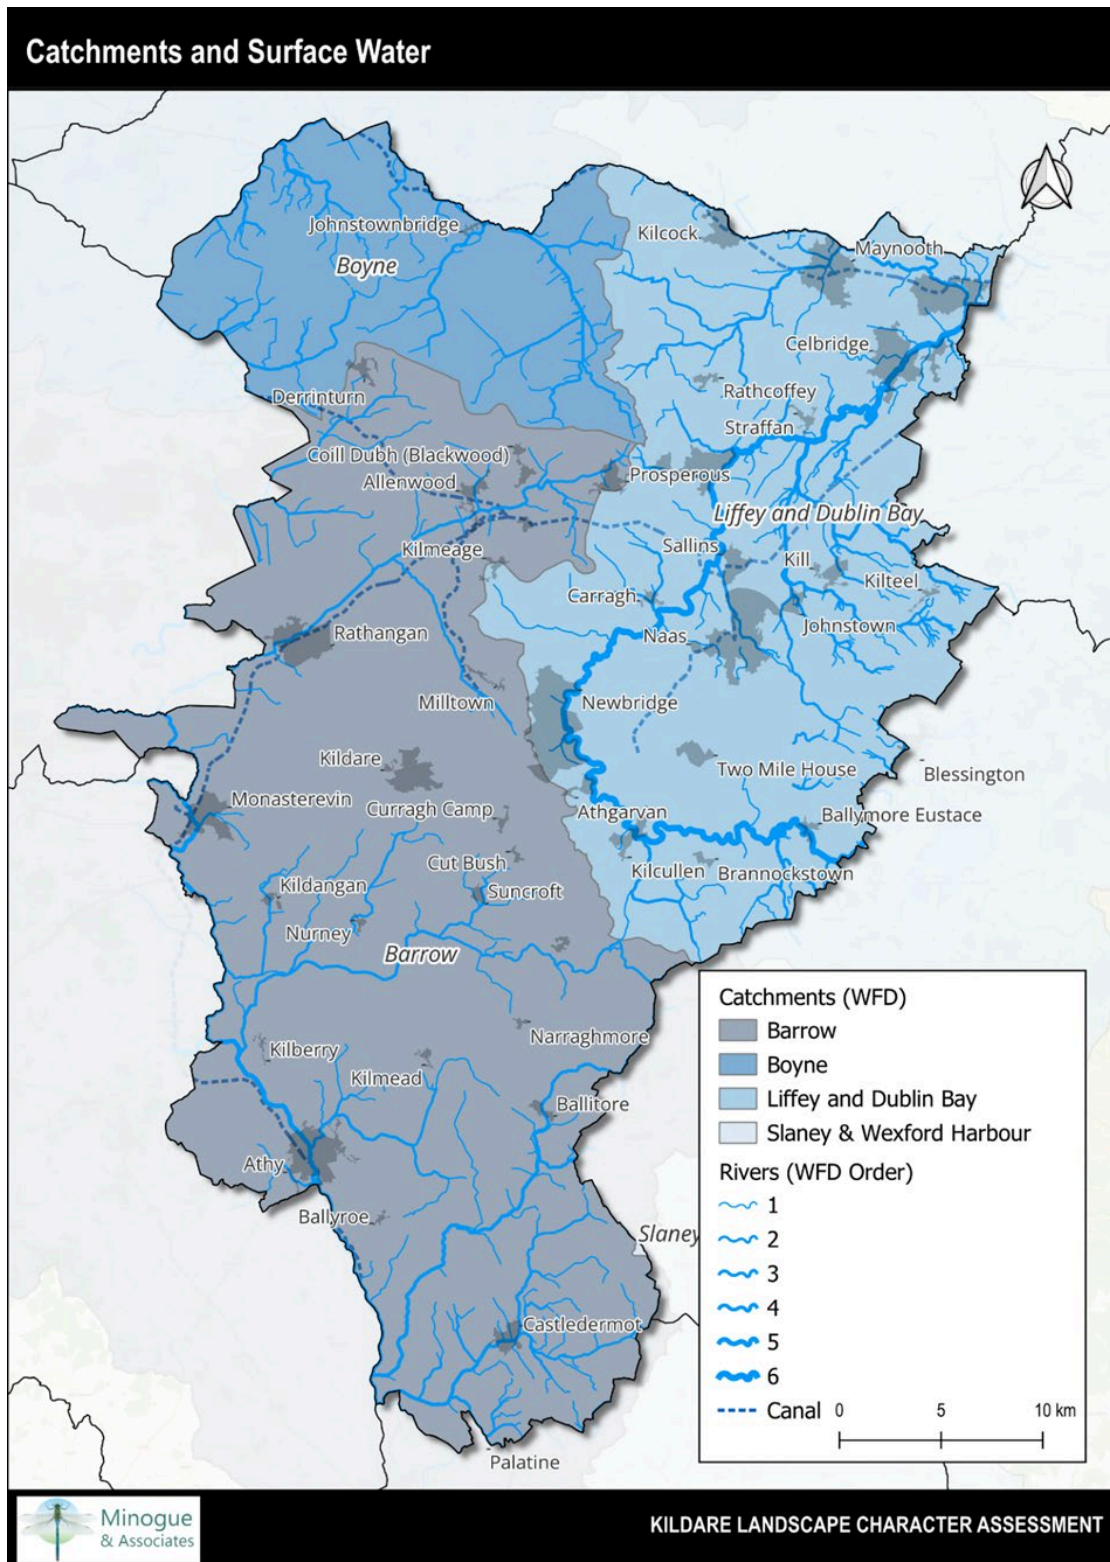 Catchments and Surface Water
Johnstownbridge
Boyne
Kilcock
Maynooth
Celbridge
Derrinturn
Rathcoffey
Straffan
Coill Dubh (Blackwood)
Allenwood
Prosperous
Liffey and Dublin Bay
Kilmeage
Sallins
Kill
Kilteel
Carragh
Rathangan
Naas
Johnstown
Milltown
Newbridge
Kildare
Two Mile House
Blessington
Monasterevin
Curragh Camp
Athgarvan
Ballymore Eustace
Cut Bush
Kilcullen
Brannockstown
Kildangan
Suncroft
Nurney
Barrow
Narraghmore
Kilberry
Kilmead
Ballitore
Athy
Ballyroe
Slaney
Castledermot
Palatine
Catchments (WFD)
Barrow
Boyne
Liffey and Dublin Bay
Slaney & Wexford Harbour
Rivers (WFD Order)
1
2
3
4
5
6
Canal
0 5 10 km
Minogue
& Associates
KILDARE LANDSCAPE CHARACTER ASSESSMENT